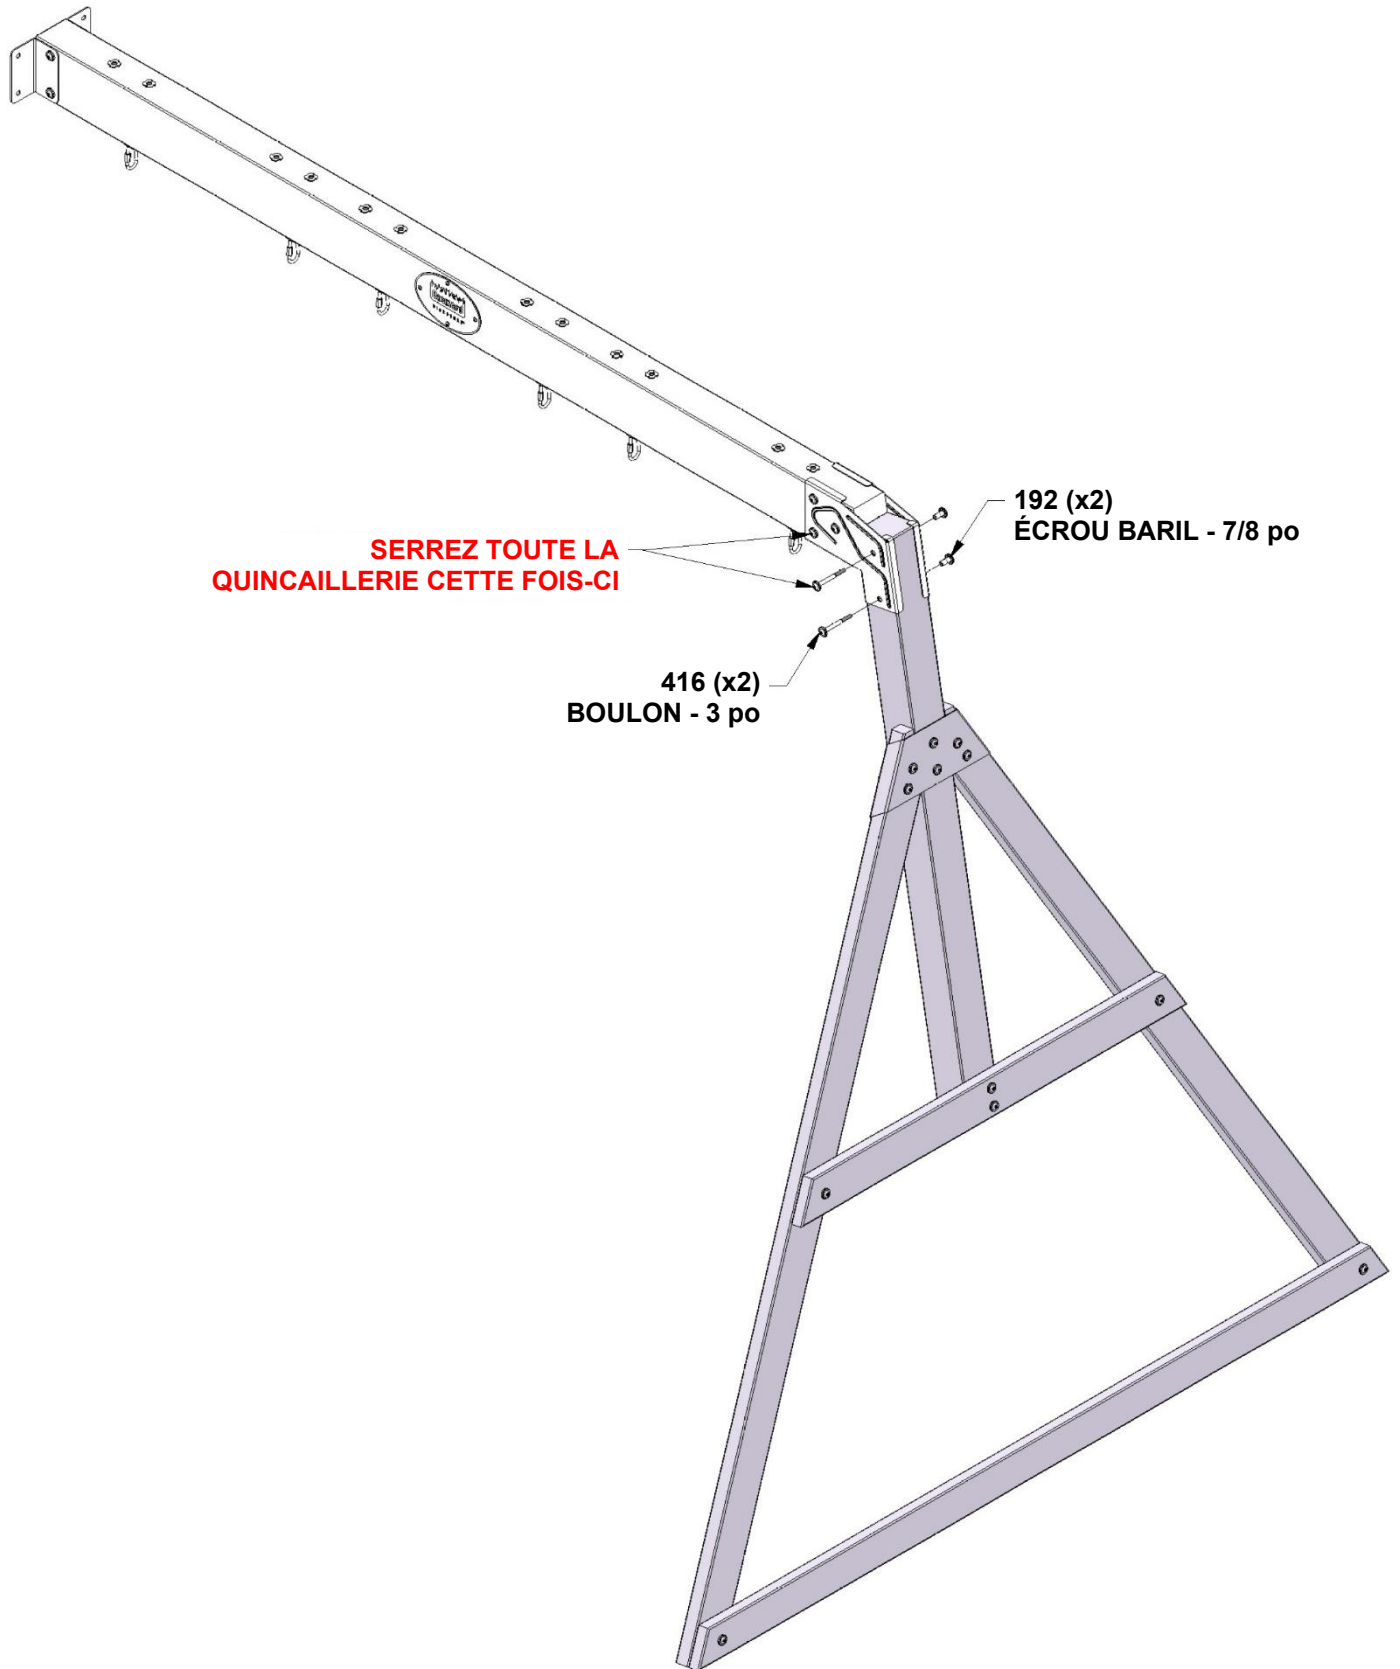 192 (x2)
ÉCROU BARIL - 7/8 po
SERREZ TOUTE LA
QUINCAILLERIE CETTE FOIS-CI
416 (x2)
BOULON - 3 po